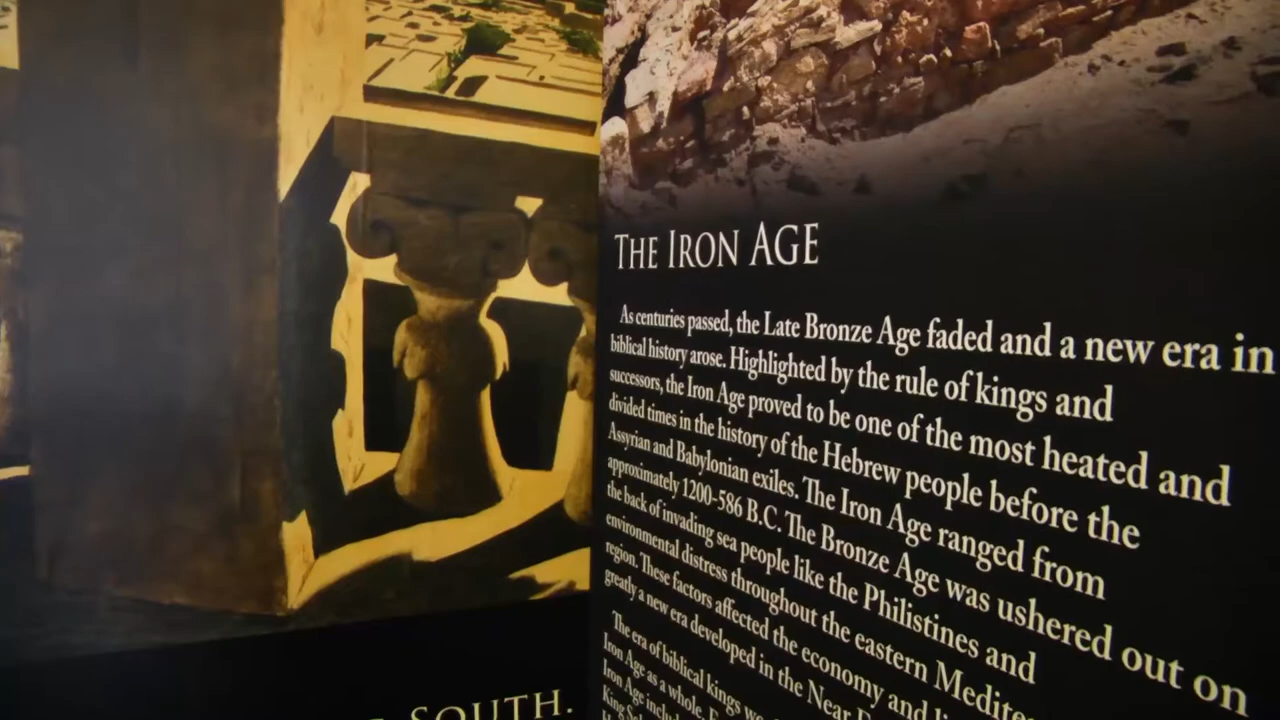 THE IRON AGE
As centuries passed, the Late Bronze Age faded and a new era in
biblical history arose. Highlighted by the rule of kings and
successors, the Iron Age proved to be one of the most heated and
divided times in the history of the Hebrew people before the
Assyrian and Babylonian exiles. The Iron Age ranged from
approximately 1200-586 B.C. The Bronze Age was ushered out on
the back of invading sea people like the Philistines and
environmental distress throughout the eastern
region. These factors affected the economy and
greatly a new era developed in the Near
The era of biblical kings
Iron Age as a whole.
Iron Age
King
SOUTH.